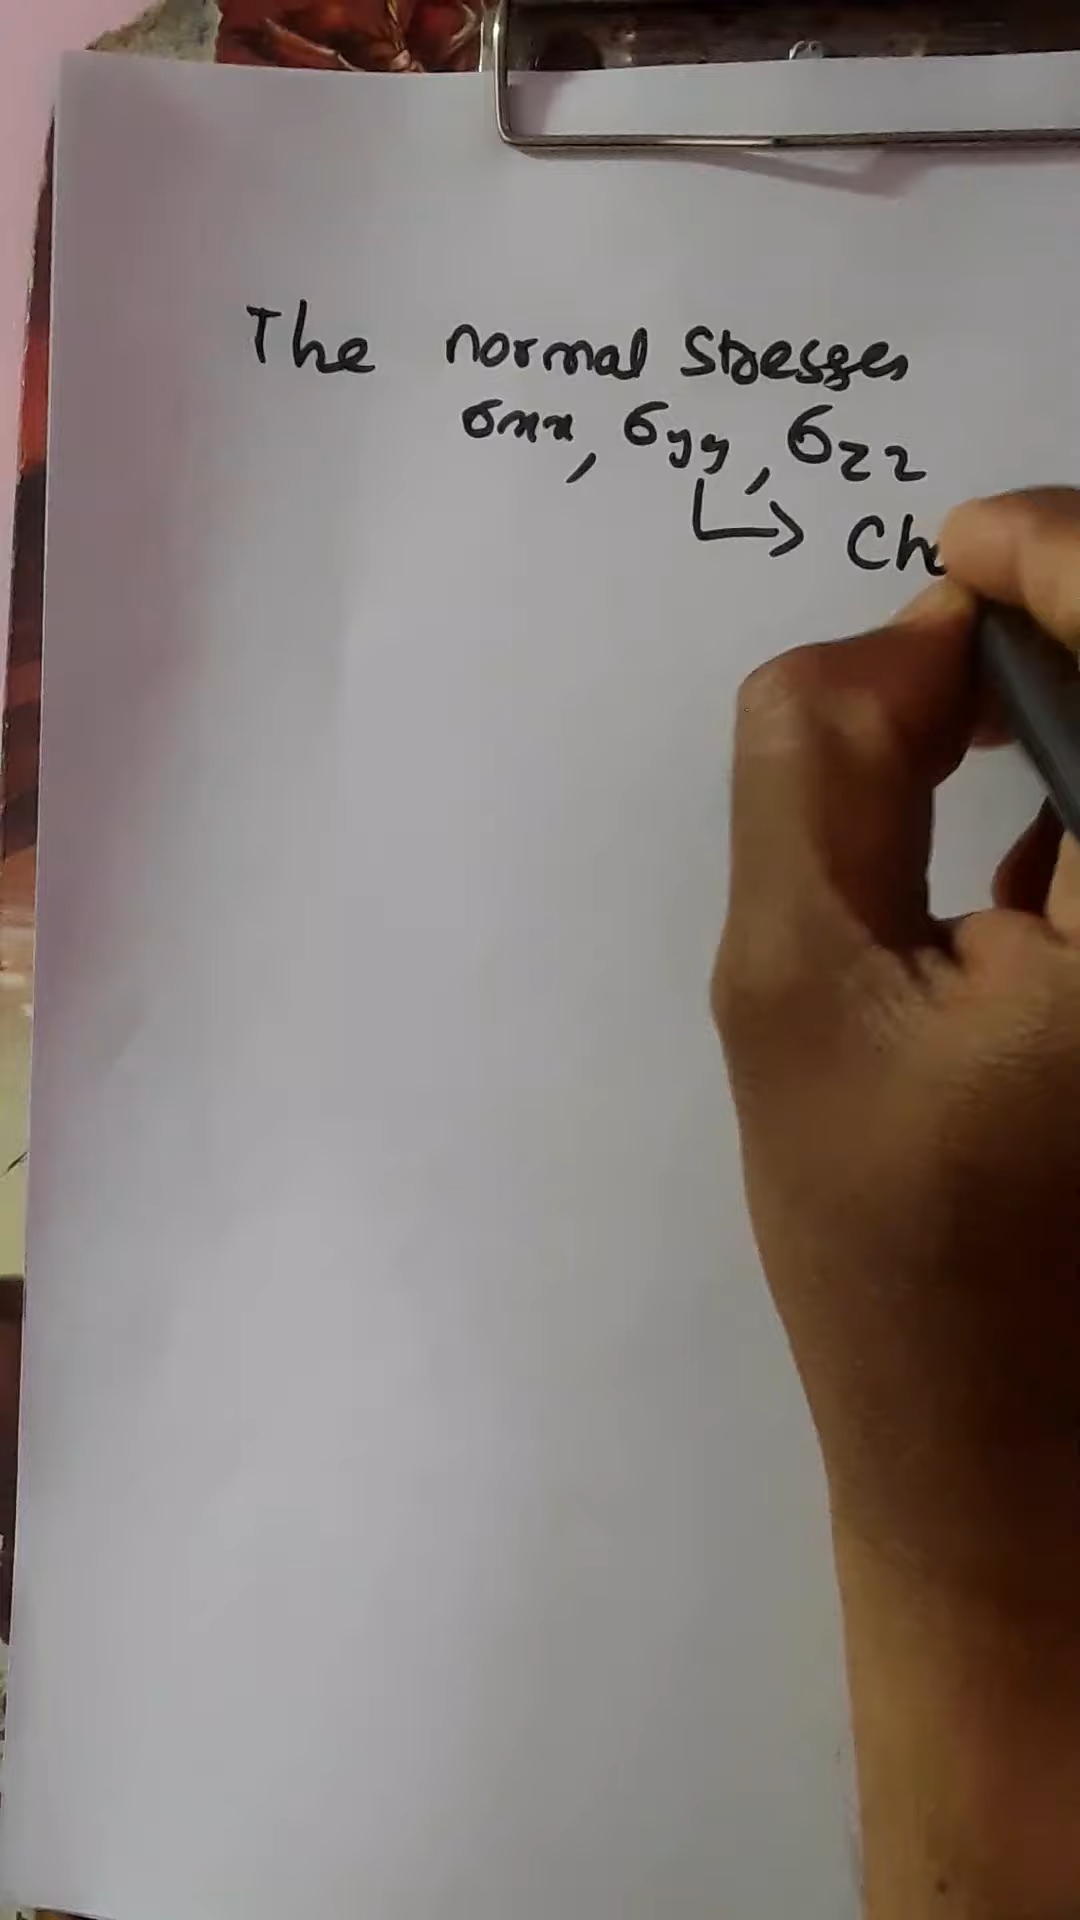 The normal stresses
σxx, σyy, σzz
↳ Ch